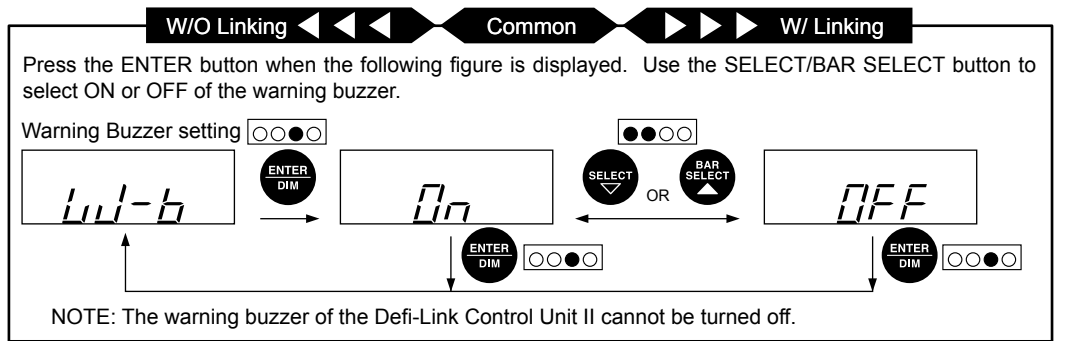 W/O Linking Common W/ Linking
Press the ENTER button when the following figure is displayed. Use the SELECT/BAR SELECT button to
select ON or OFF of the warning buzzer.
Warning Buzzer setting
W-b
ENTER
DIM
On
SELECT
OR
BAR
SELECT
OFF
ENTER
DIM
ENTER
DIM
NOTE: The warning buzzer of the Defi-Link Control Unit II cannot be turned off.